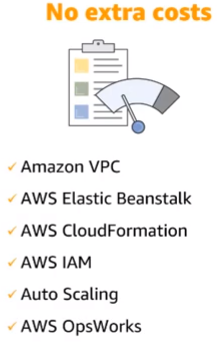 No extra costs
Amazon VPC
AWS Elastic Beanstalk
AWS CloudFormation
AWS IAM
Auto Scaling
AWS OpsWorks